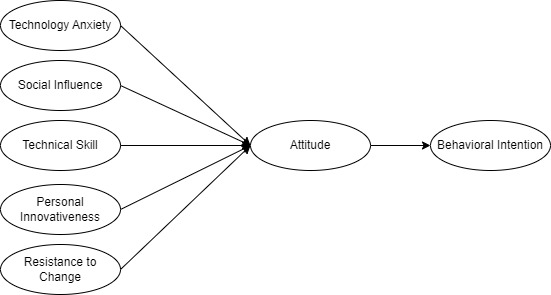 Technology Anxiety
Social Influence
Technical Skill
Personal
Innovativeness
Resistance to
Change
Attitude
Behavioral Intention